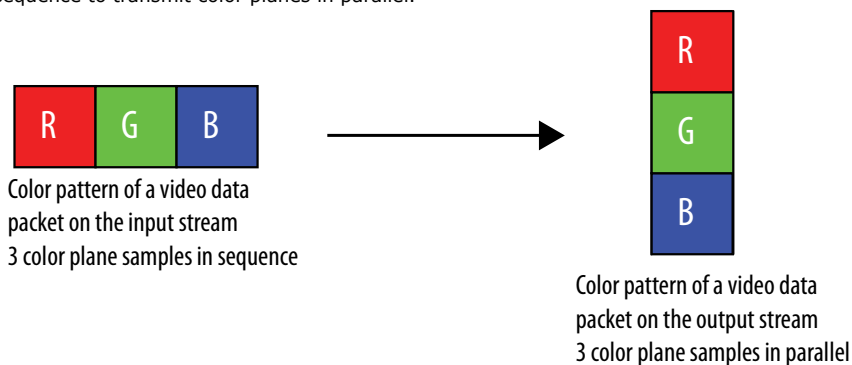 sequence to transmit color planes in parallel.
R G B
Color pattern of a video data
packet on the input stream
3 color plane samples in sequence
R
G
B
Color pattern of a video data
packet on the output stream
3 color plane samples in parallel